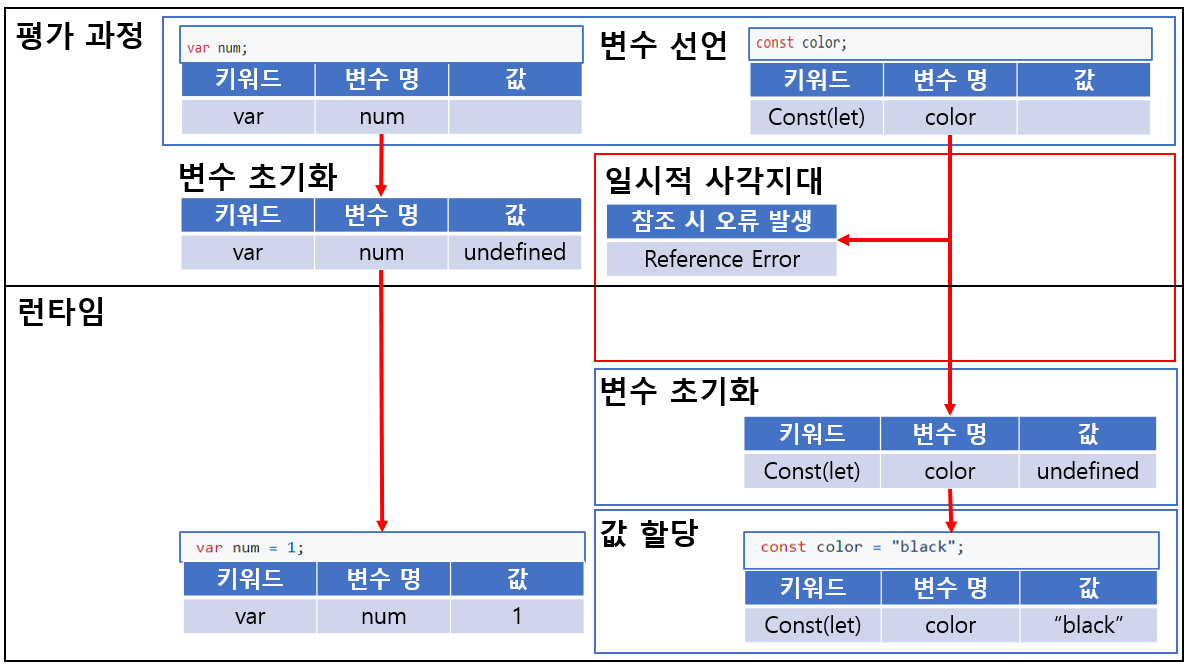 평가 과정
var num;
키워드 변수 명 값
var num
변수 선언
const color;
키워드 변수 명 값
Const(let) color
변수 초기화
키워드 변수 명 값
var num undefined
일시적 사각지대
참조 시 오류 발생
Reference Error
런타임
변수 초기화
키워드 변수 명 값
Const(let) color undefined
var num = 1;
키워드 변수 명 값
var num 1
값 할당
const color = "black";
키워드 변수 명 값
Const(let) color “black”